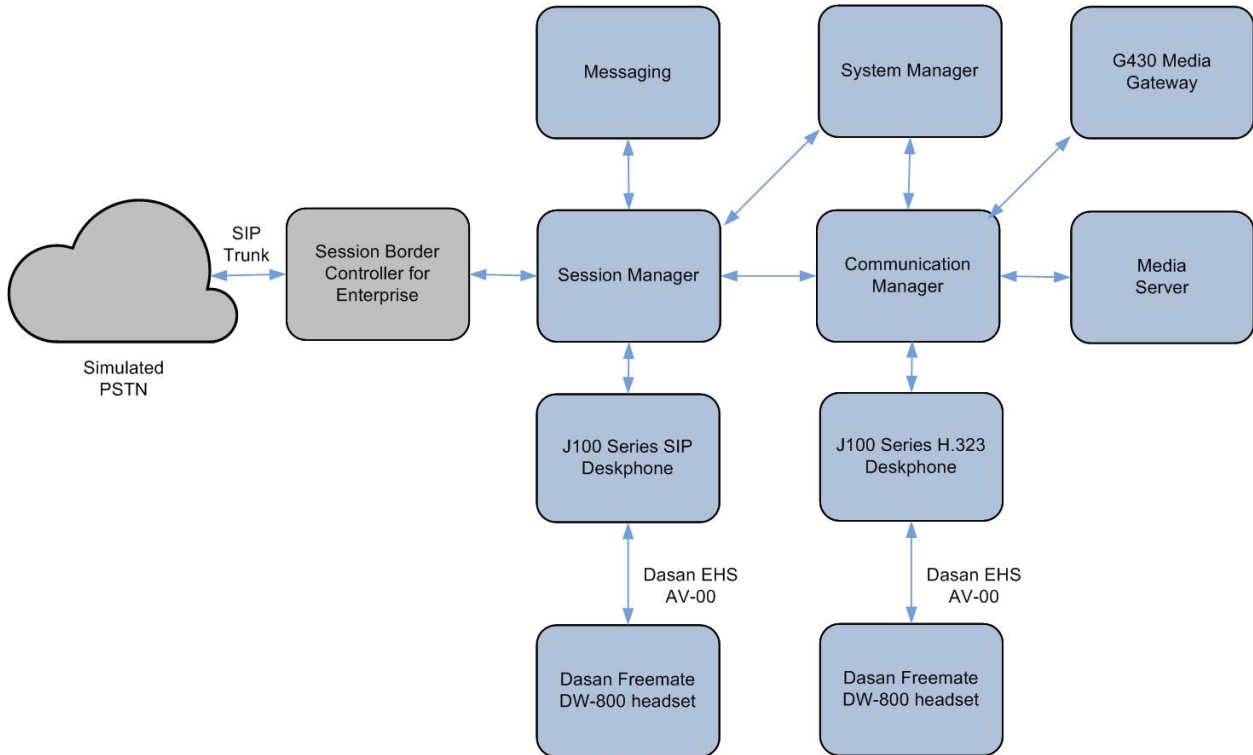 Messaging
System Manager
G430 Media
Gateway
SIP
Trunk
Session Border
Controller for
Enterprise
Session Manager
Communication
Manager
Media
Server
Simulated
PSTN
J100 Series SIP
Deskphone
J100 Series H.323
Deskphone
Dasan EHS
AV-00
Dasan EHS
AV-00
Dasan Freemate
DW-800 headset
Dasan Freemate
DW-800 headset